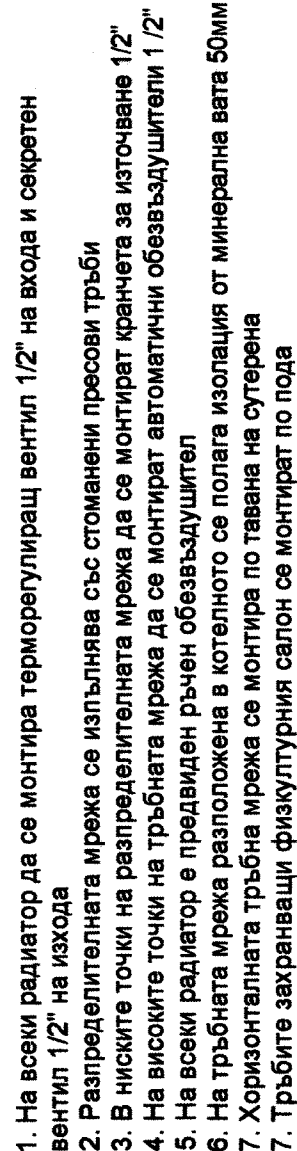 1. На всеки радиатор да се монтира терморегулиращ вентил 1/2" на входа и секретен
вентил 1/2" на изхода
2. Разпределителната мрежа се изпълнява със стоманени пресови тръби
3. В ниските точки на разпределителната мрежа да се монтират кранчета за източване 1/2"
4. На високите точки на тръбната мрежа да се монтират автоматични обезвъздушители 1 /2"
5. На всеки радиатор е предвиден ръчен обезвъздушител
6. На тръбната мрежа разположена в котелното се полага изолация от минерална вата 50мм
7. Хоризонталната тръбна мрежа се монтира по тавана на сутерена
7. Тръбите захранващи физкултурния салон се монтират по пода